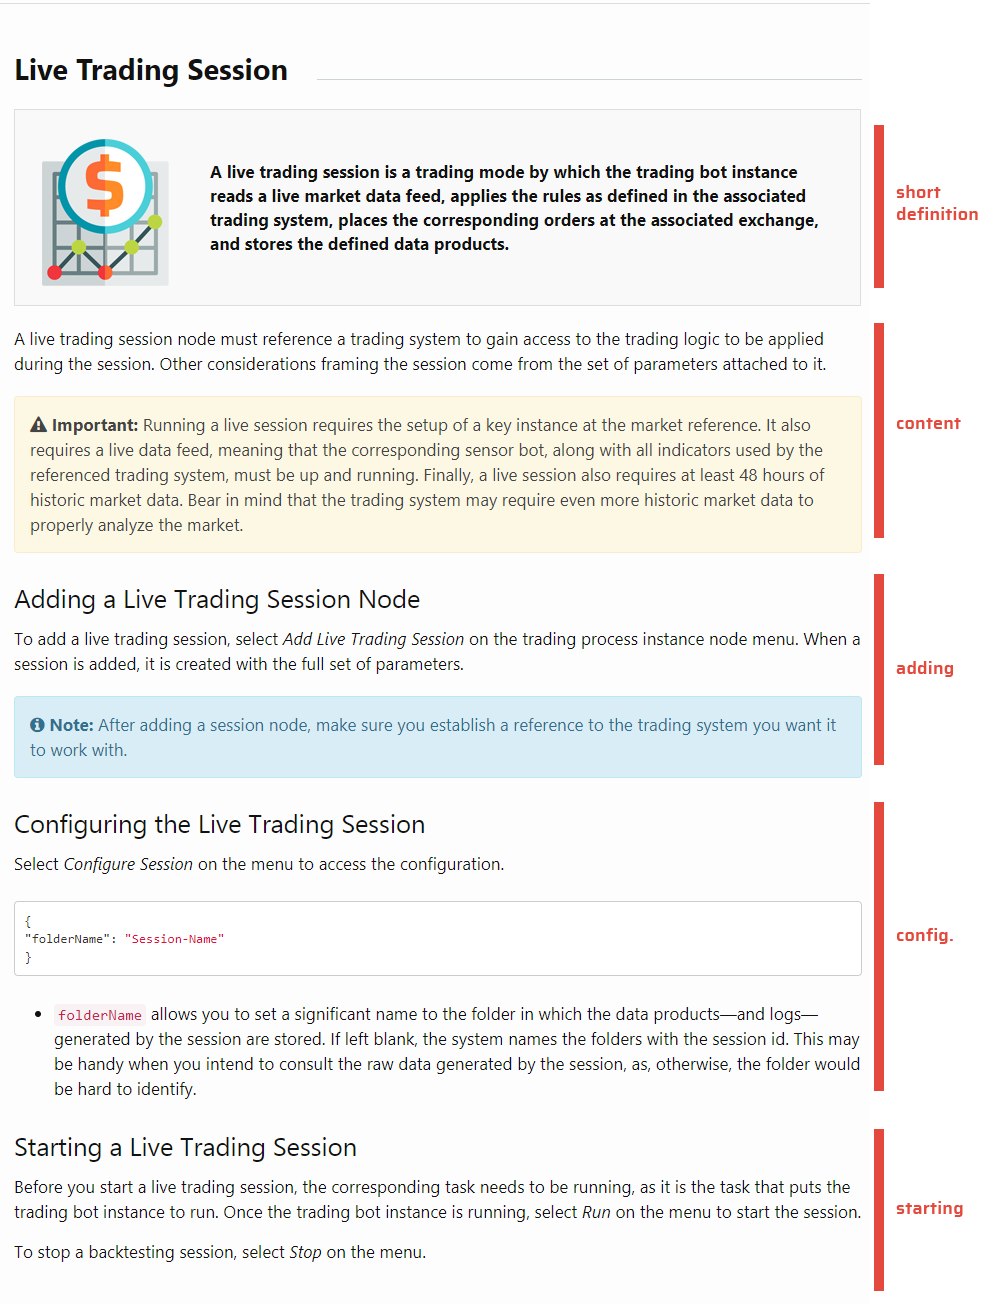 Live Trading Session
$
A live trading session is a trading mode by which the trading bot instance
reads a live market data feed, applies the rules as defined in the associated
trading system, places the corresponding orders at the associated exchange,
and stores the defined data products.
short
definition
A live trading session node must reference a trading system to gain access to the trading logic to be applied
during the session. Other considerations framing the session come from the set of parameters attached to it.
Important: Running a live session requires the setup of a key instance at the market reference. It also
requires a live data feed, meaning that the corresponding sensor bot, along with all indicators used by the
referenced trading system, must be up and running. Finally, a live session also requires at least 48 hours of
historic market data. Bear in mind that the trading system may require even more historic market data to
properly analyze the market.
content
Adding a Live Trading Session Node
To add a live trading session, select Add Live Trading Session on the trading process instance node menu. When a
session is added, it is created with the full set of parameters.
Note: After adding a session node, make sure you establish a reference to the trading system you want it
to work with.
adding
Configuring the Live Trading Session
Select Configure Session on the menu to access the configuration.
{
"folderName": "Session-Name"
}
• folderName allows you to set a significant name to the folder in which the data products—and logs—
generated by the session are stored. If left blank, the system names the folders with the session id. This may
be handy when you intend to consult the raw data generated by the session, as, otherwise, the folder would
be hard to identify.
config.
Starting a Live Trading Session
Before you start a live trading session, the corresponding task needs to be running, as it is the task that puts the
trading bot instance to run. Once the trading bot instance is running, select Run on the menu to start the session.
To stop a backtesting session, select Stop on the menu.
starting